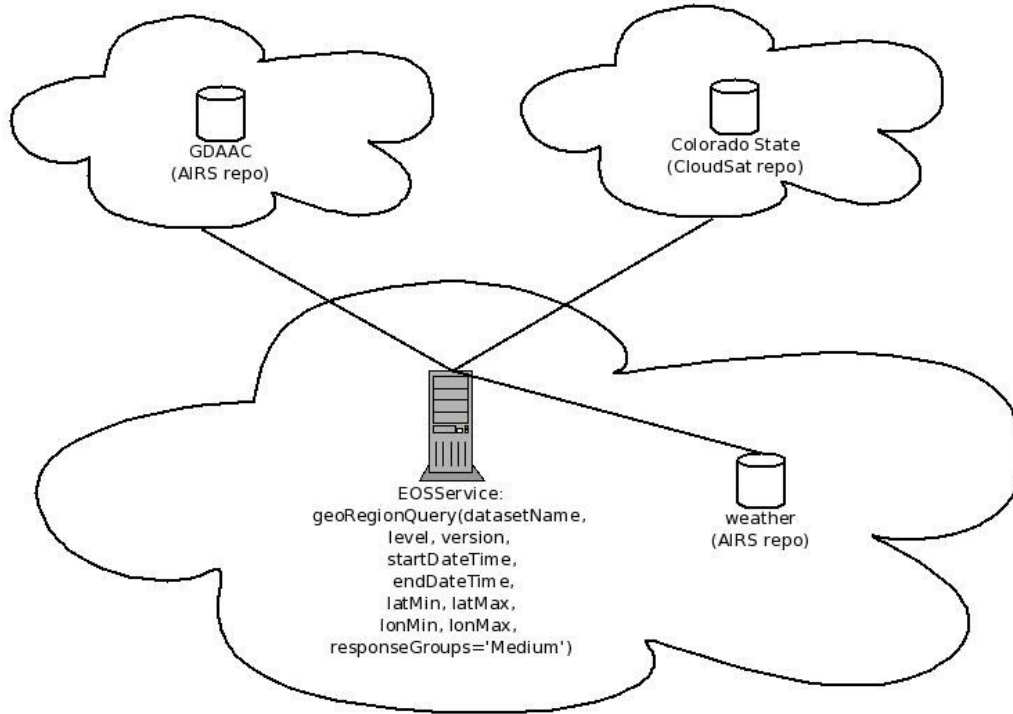 GDAAC
(AIRS repo)
Colorado State
(CloudSat repo)
EOSService:
geoRegionQuery(datasetName,
level, version,
startDateTime,
endDateTime,
latMin, latMax,
lonMin, lonMax,
responseGroups='Medium')
weather
(AIRS repo)